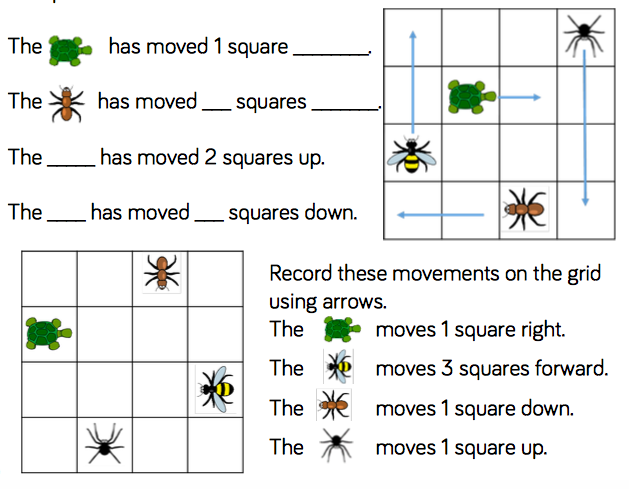 The has moved 1 square ________.
The has moved ___ squares _______.
The _____ has moved 2 squares up.
The ____ has moved ___ squares down.
Record these movements on the grid
using arrows.
The moves 1 square right.
The moves 3 squares forward.
The moves 1 square down.
The moves 1 square up.